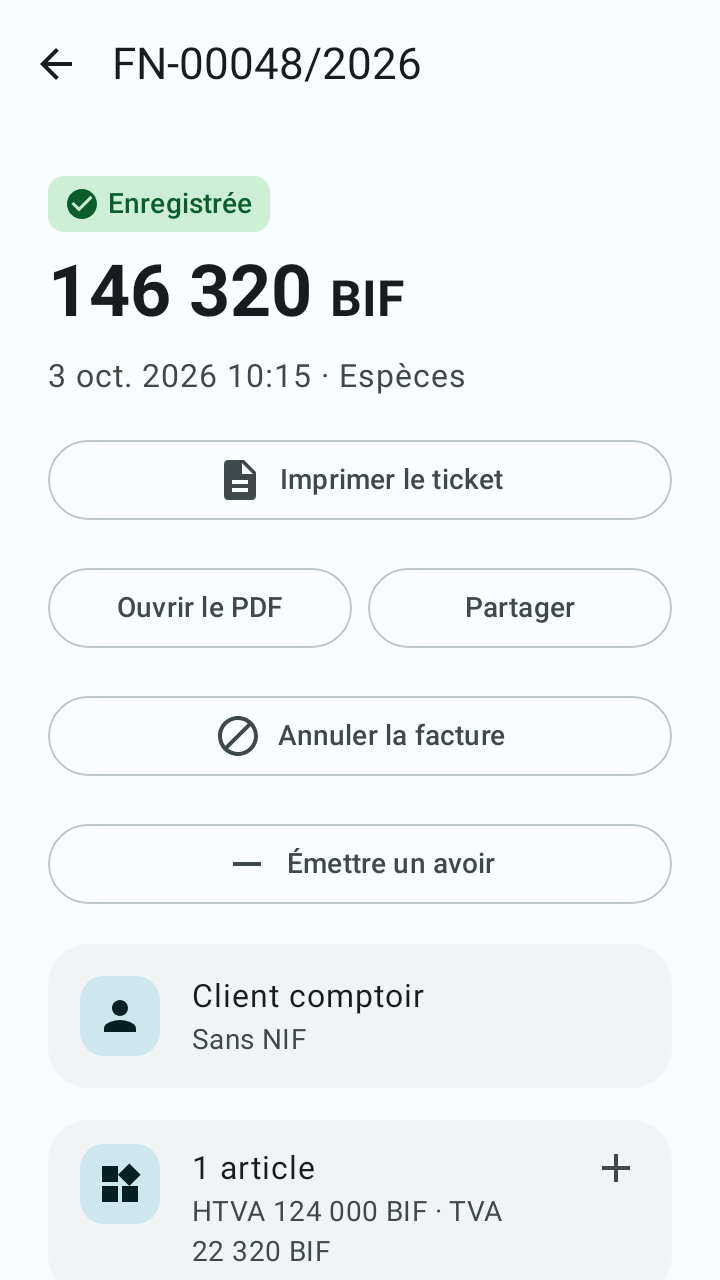 FN-00048/2026
Enregistrée
146 320 BIF
3 oct. 2026 10:15 · Espèces
Imprimer le ticket
Ouvrir le PDF
Partager
Annuler la facture
Émettre un avoir
Client comptoir
Sans NIF
1 article
HTVA 124 000 BIF · TVA
22 320 BIF